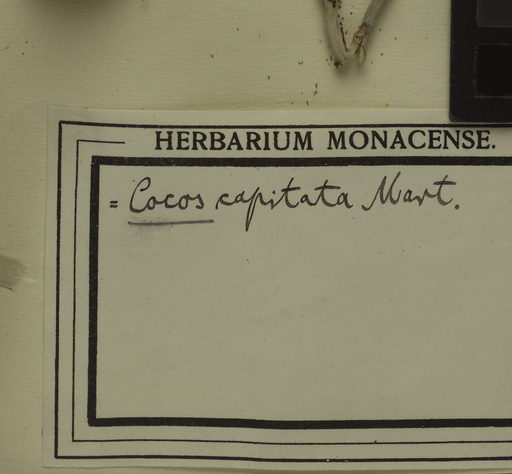 HERBARIUM MONACENSE.
= Cocos capitata Mart.